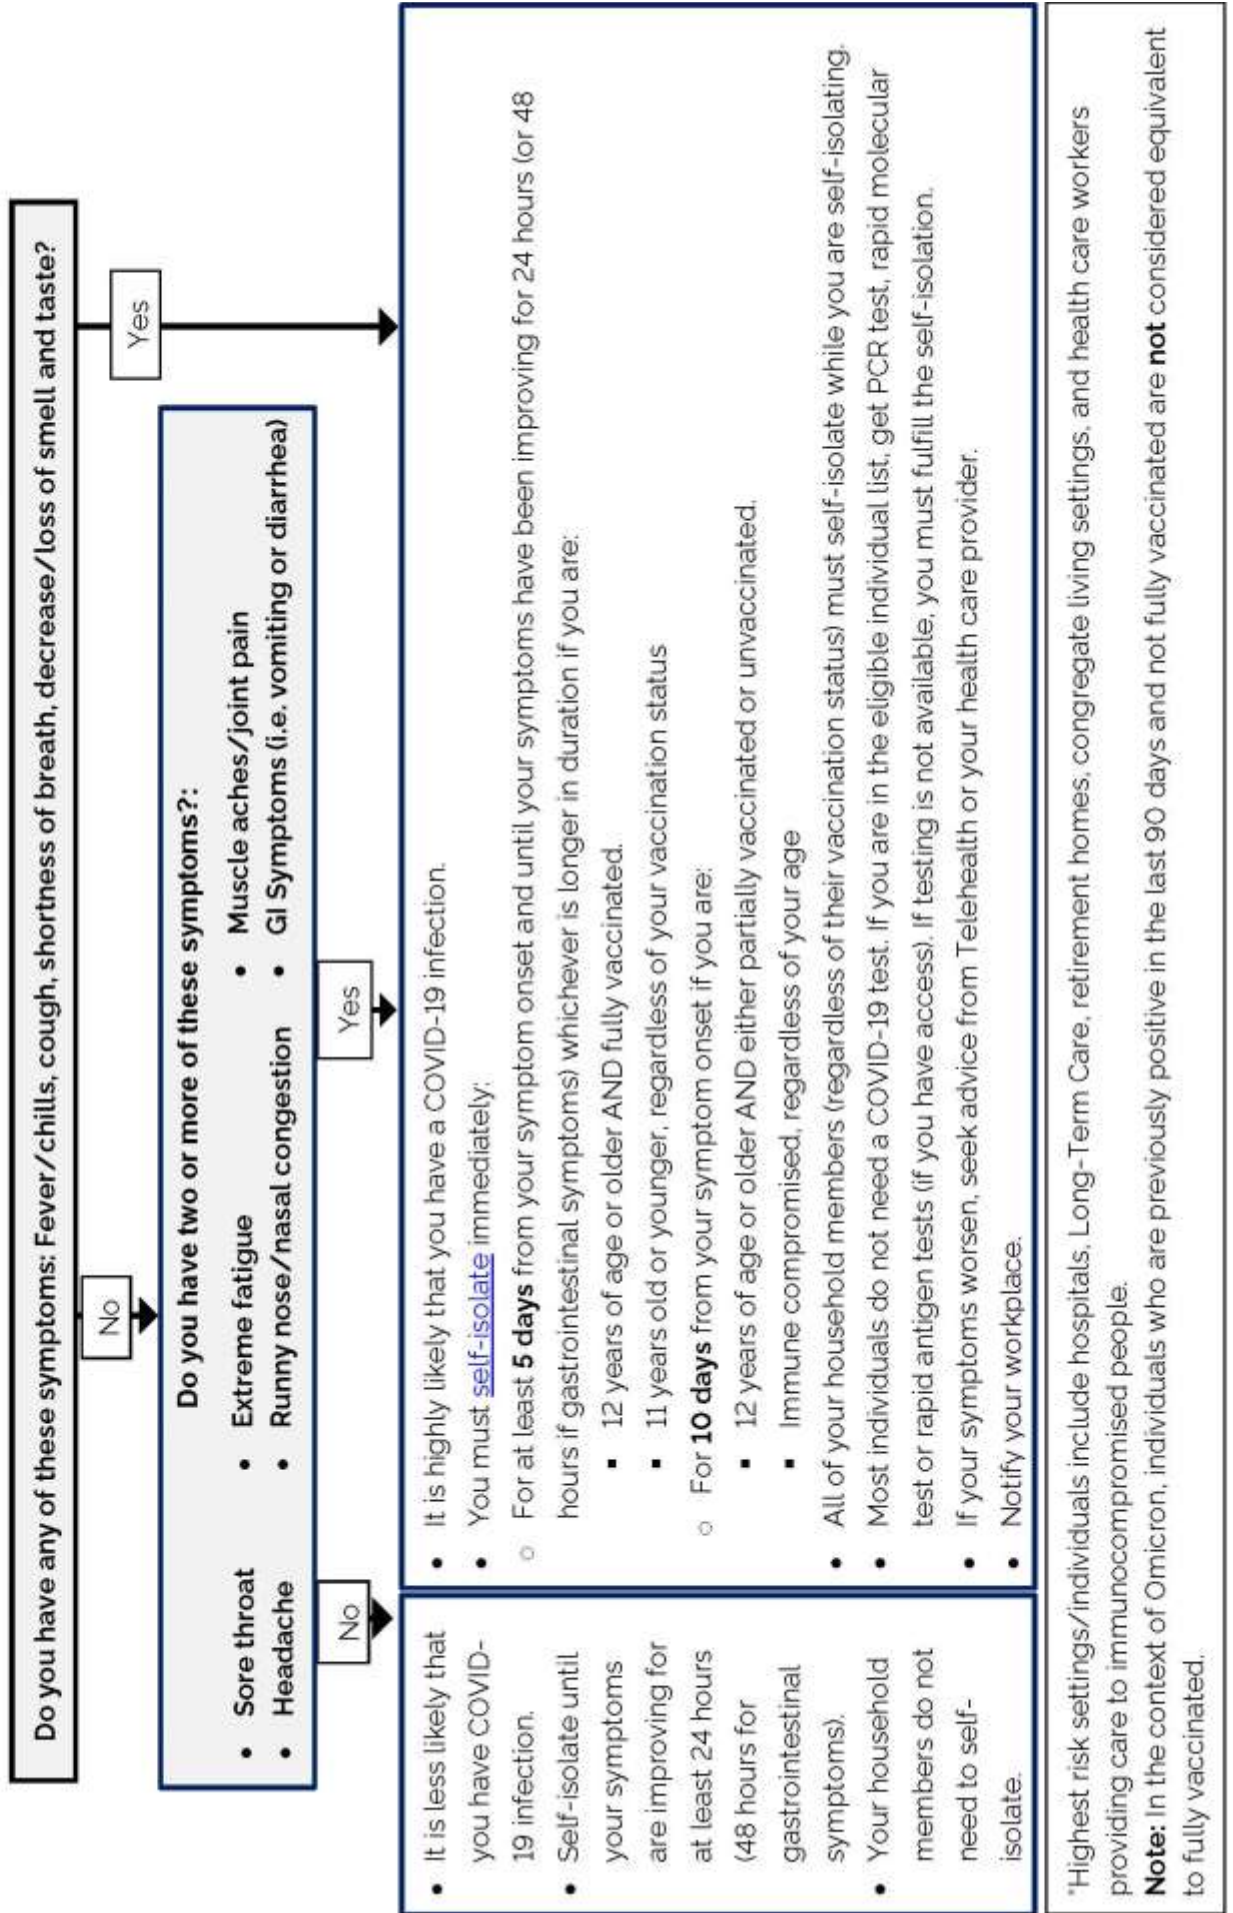 Do you have any of these symptoms: Fever/chills, cough, shortness of breath, decrease/loss of smell and taste?
No
Yes
Do you have two or more of these symptoms?:
• Sore throat
• Headache
• Extreme fatigue
• Runny nose/nasal congestion
• Muscle aches/joint pain
• GI Symptoms (i.e. vomiting or diarrhea)
No
Yes
• It is less likely that
you have COVID-
19 infection.
• Self-isolate until
your symptoms
are improving for
at least 24 hours
(48 hours for
gastrointestinal
symptoms).
• Your household
members do not
need to self-
isolate.
• It is highly likely that you have a COVID-19 infection.
• You must self-isolate immediately:
○ For at least 5 days from your symptom onset and until your symptoms have been improving for 24 hours (or 48
hours if gastrointestinal symptoms) whichever is longer in duration if you are:
▪ 12 years of age or older AND fully vaccinated.
▪ 11 years old or younger, regardless of your vaccination status
○ For 10 days from your symptom onset if you are:
▪ 12 years of age or older AND either partially vaccinated or unvaccinated.
▪ Immune compromised, regardless of your age
• All of your household members (regardless of their vaccination status) must self-isolate while you are self-isolating.
• Most individuals do not need a COVID-19 test. If you are in the eligible individual list, get PCR test, rapid molecular
test or rapid antigen tests (if you have access). If testing is not available, you must fulfill the self-isolation.
• If your symptoms worsen, seek advice from Telehealth or your health care provider.
• Notify your workplace.
*Highest risk settings/individuals include hospitals, Long-Term Care, retirement homes, congregate living settings, and health care workers
providing care to immunocompromised people.
Note: In the context of Omicron, individuals who are previously positive in the last 90 days and not fully vaccinated are not considered equivalent
to fully vaccinated.